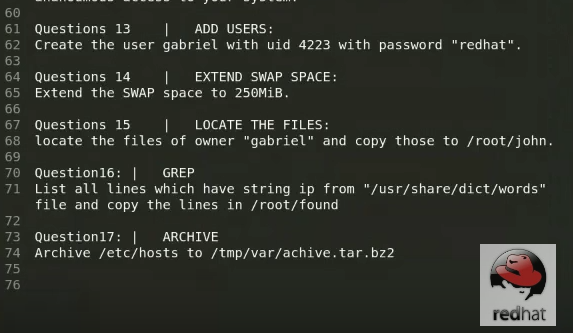 60
61 Questions 13 | ADD USERS:
62 Create the user gabriel with uid 4223 with password "redhat".
63
64 Questions 14 | EXTEND SWAP SPACE:
65 Extend the SWAP space to 250MiB.
66
67 Questions 15 | LOCATE THE FILES:
68 locate the files of owner "gabriel" and copy those to /root/john.
69
70 Question16: | GREP
71 List all lines which have string ip from "/usr/share/dict/words"
file and copy the lines in /root/found
72
73 Question17: | ARCHIVE
74 Archive /etc/hosts to /tmp/var/achive.tar.bz2
75
76
redhat